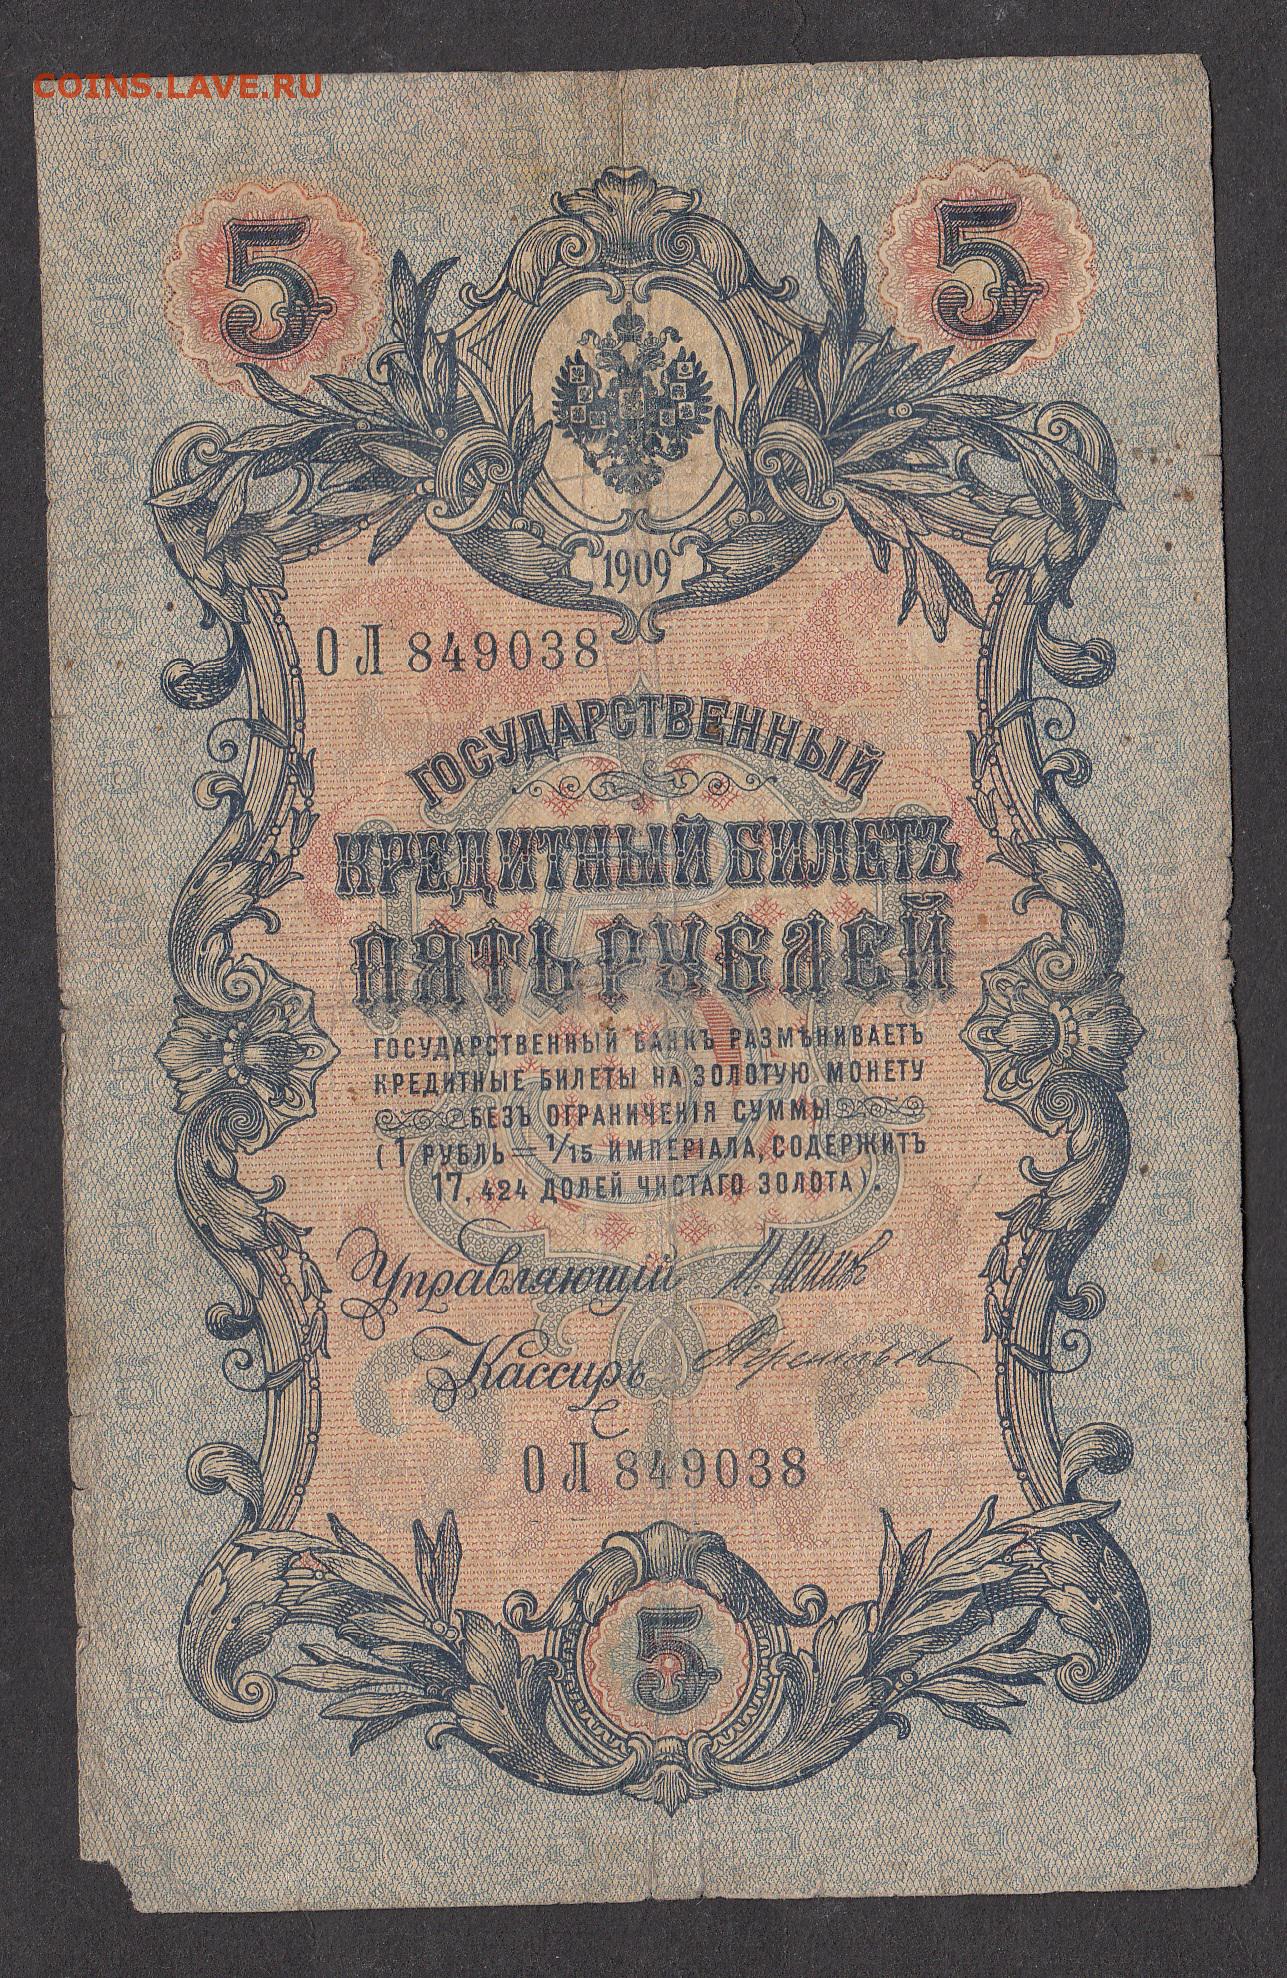 COINS.LAVE.RU
5
5
1909
ОЛ 849038
ГОСУДАРСТВЕННЫЙ
КРЕДИТНЫЙ БИЛЕТЪ
ПЯТЬ РУБЛЕЙ
ГОСУДАРСТВЕННЫЙ БАНКЪ РАЗМѢНИВАЕТЪ
КРЕДИТНЫЕ БИЛЕТЫ НА ЗОЛОТУЮ МОНЕТУ
БЕЗЪ ОГРАНИЧЕНІЯ СУММЫ
(1 РУБЛЬ = 1/15 ИМПЕРІАЛА, СОДЕРЖИТЪ
17,424 ДОЛЕЙ ЧИСТАГО ЗОЛОТА).
Управляющій
Кассиръ
ОЛ 849038
5